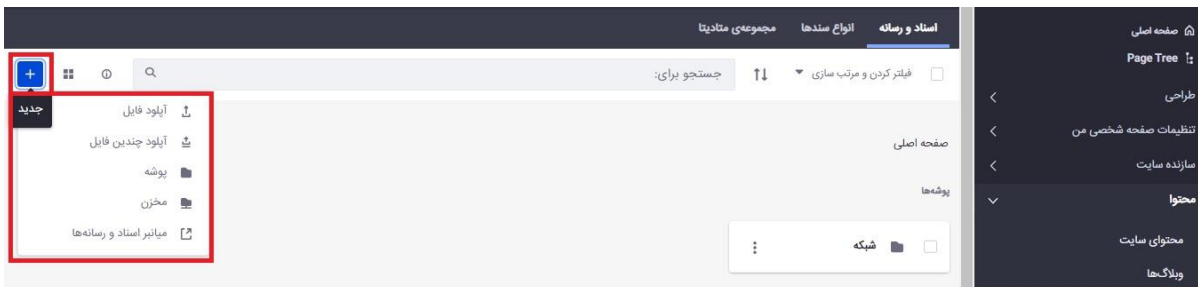 صفحه اصلی
Page Tree
طراحی
تنظیمات صفحه شخصی من
سازنده سایت
محتوا
محتوای سایت
وبلاگ‌ها
اسناد و رسانه انواع سندها مجموعه‌ی متادیتا
فیلتر کردن و مرتب سازی جستجو برای:
جدید
آپلود فایل
آپلود چندین فایل
پوشه
مخزن
میانبر اسناد و رسانه‌ها
صفحه اصلی
پوشه‌ها
شبکه